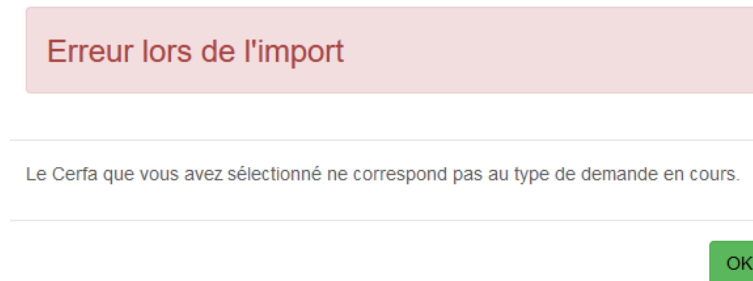 Erreur lors de l'import
Le Cerfa que vous avez sélectionné ne correspond pas au type de demande en cours.
OK